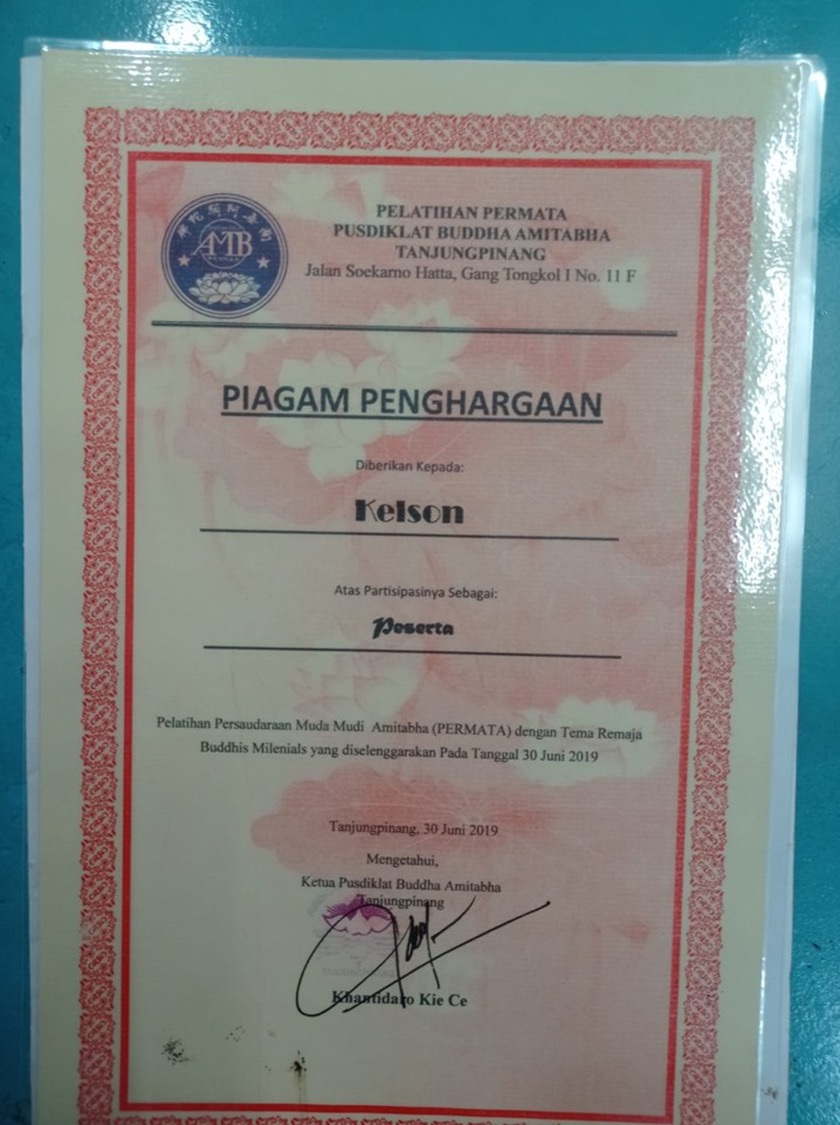 PELATIHAN PERMATA
PUSDIKLAT BUDDHA AMITABHA
TANJUNGPINANG
Jalan Soekarno Hatta, Gang Tongkol I No. 11 F
AMB
PIAGAM PENGHARGAAN
Diberikan Kepada:
Kelson
Atas Partisipasinya Sebagai:
Peserta
Pelatihan Persaudaraan Muda Mudi Amitabha (PERMATA) dengan Tema Remaja
Buddhis Milenials yang diselenggarakan Pada Tanggal 30 Juni 2019
Tanjungpinang, 30 Juni 2019
Mengetahui,
Ketua Pusdiklat Buddha Amitabha
Tanjungpinang
Khantidaro Kie Ce